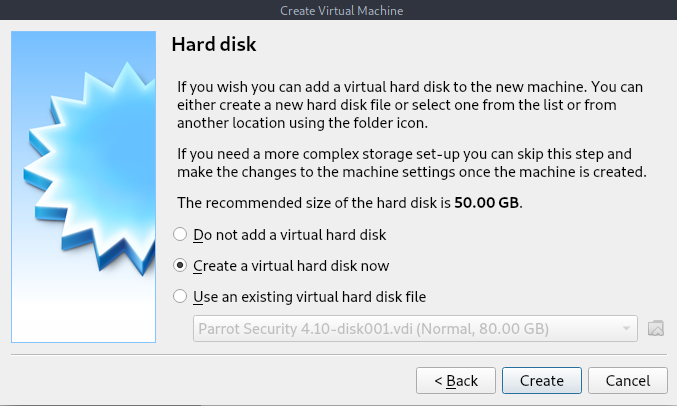 Create Virtual Machine
Hard disk
If you wish you can add a virtual hard disk to the new machine. You can
either create a new hard disk file or select one from the list or from
another location using the folder icon.
If you need a more complex storage set-up you can skip this step and
make the changes to the machine settings once the machine is created.
The recommended size of the hard disk is 50.00 GB.
Do not add a virtual hard disk
Create a virtual hard disk now
Use an existing virtual hard disk file
Parrot Security 4.10-disk001.vdi (Normal, 80.00 GB)
< Back Create Cancel